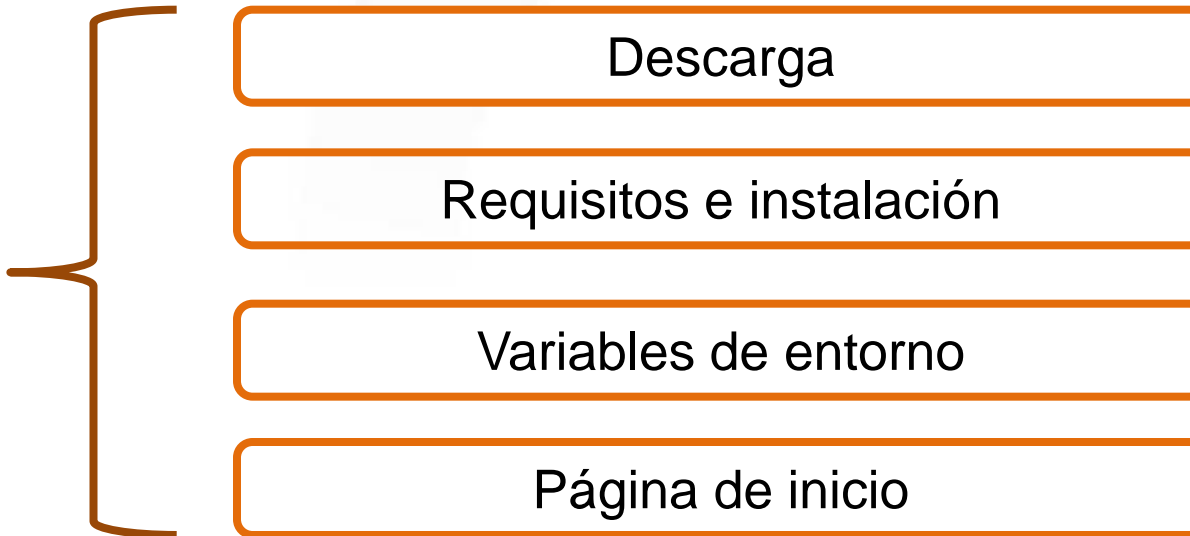 Descarga
Requisitos e instalación
Variables de entorno
Página de inicio